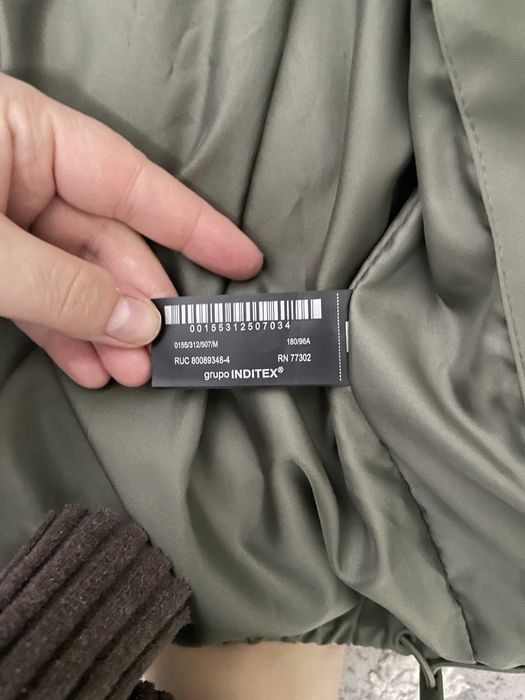 00155312507034
0155/312/507/M 180/96A
RUC 80089348-4 RN 77302
grupo INDITEX®